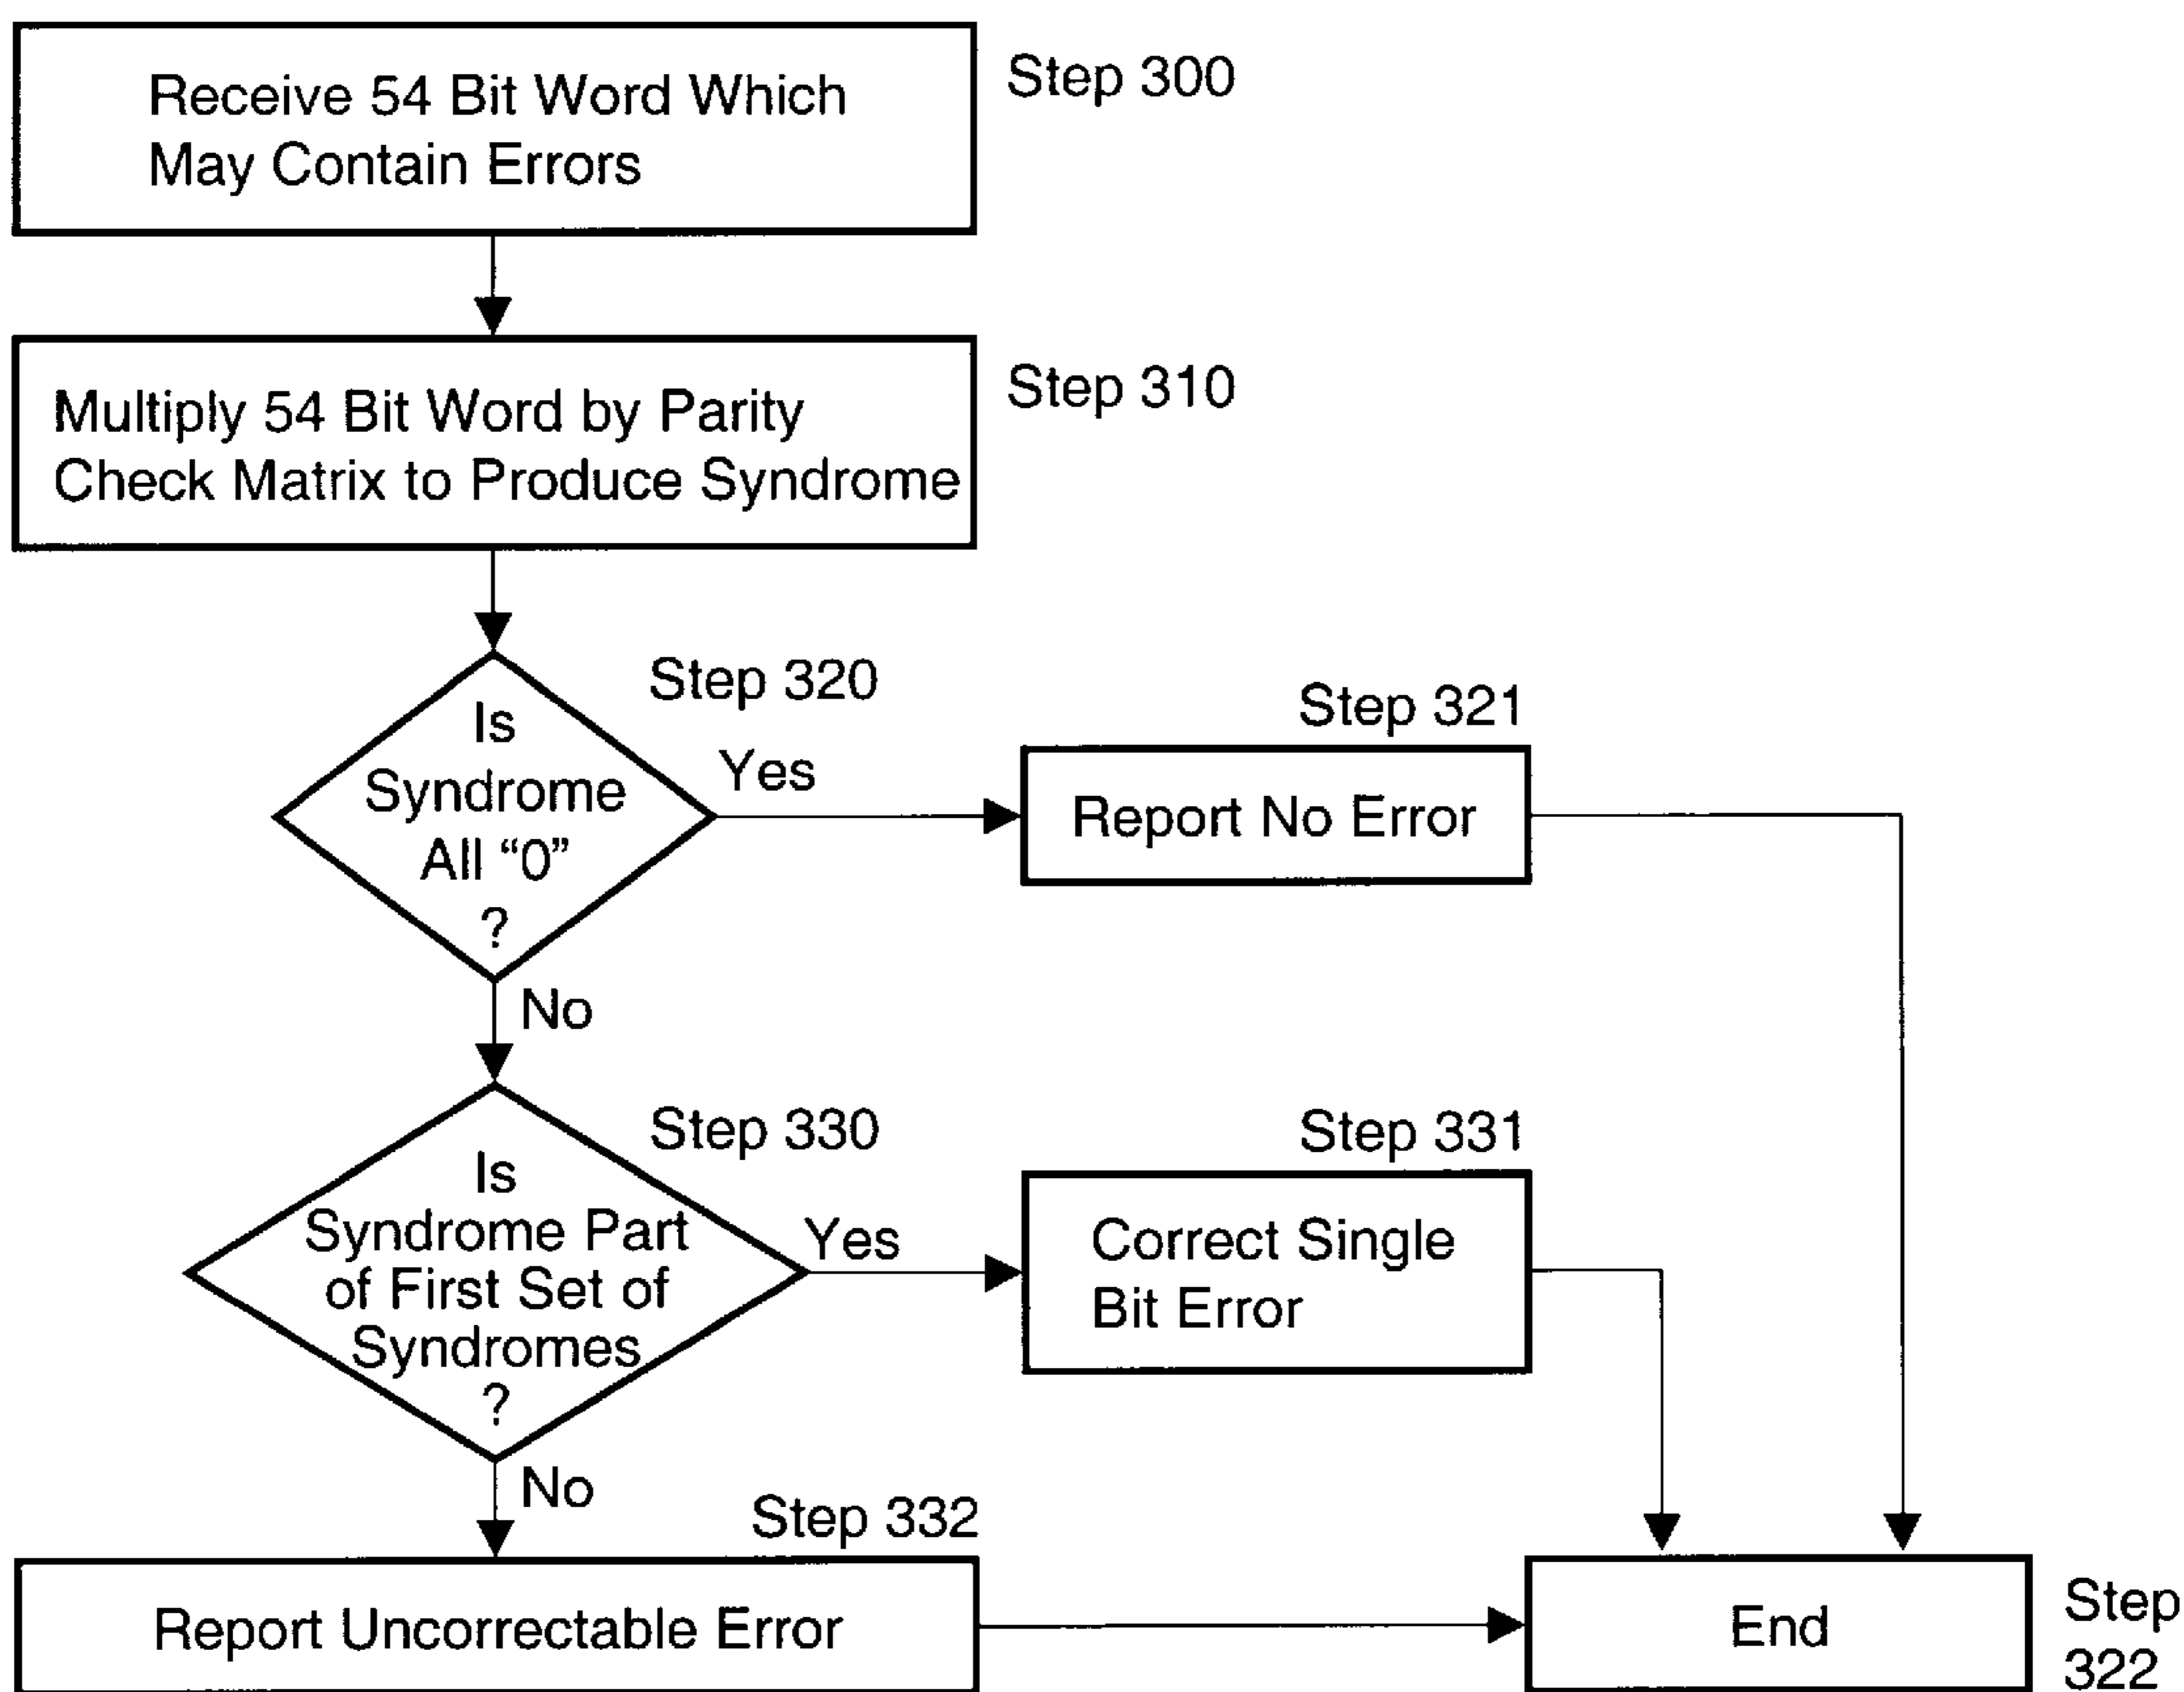 Receive 54 Bit Word Which
May Contain Errors
Step 300
Multiply 54 Bit Word by Parity
Check Matrix to Produce Syndrome
Step 310
Step 320
Is
Syndrome
All “0”
?
Yes
Step 321
Report No Error
No
Step 330
Is
Syndrome Part
of First Set of
Syndromes
?
Yes
Step 331
Correct Single
Bit Error
No
Step 332
Report Uncorrectable Error
End
Step
322